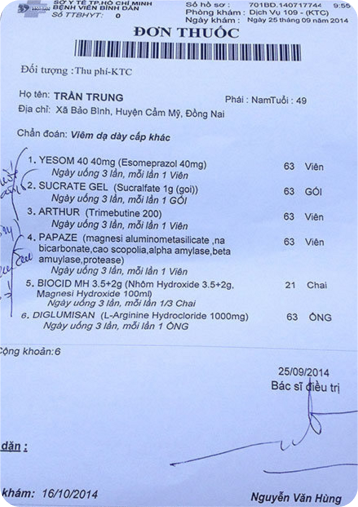 SỞ Y TẾ TP.HỒ CHÍ MINH
BỆNH VIỆN BÌNH DÂN
Số TTBHYT: 0
Số hồ sơ : 701BD.140717744
Phòng khám : Dịch Vụ 109 - (KTC)
Ngày khám : Ngày 25 tháng 09 năm 2014
ĐƠN THUỐC
Đối tượng :Thu phí-KTC
Họ tên: TRẦN TRUNG Phái : NamTuổi : 49
Địa chỉ: Xã Bảo Bình, Huyện Cẩm Mỹ, Đồng Nai
Chẩn đoán: Viêm dạ dày cấp khác
1. YESOM 40 40mg (Esomeprazol 40mg) 63 Viên
Ngày uống 3 lần, mỗi lần 1 Viên
2. SUCRATE GEL (Sucralfate 1g (goi)) 63 GÓI
Ngày uống 3 lần, mỗi lần 1 GÓI
3. ARTHUR (Trimebutine 200) 63 Viên
Ngày uống 3 lần, mỗi lần 1 Viên
4. PAPAZE (magnesi aluminometasilicate ,na 63 Viên
bicarbonate,cao scopolia,alpha amylase,beta
amuylase,protease)
Ngày uống 3 lần, mỗi lần 1 Viên
5. BIOCID MH 3.5+2g (Nhôm Hydroxide 3.5+2g, 21 Chai
Magnesi Hydroxide 100ml)
Ngày uống 3 lần, mỗi lần 1/3 Chai
6. DIGLUMISAN (L-Arginine Hydrocloride 1000mg) 63 ỐNG
Ngày uống 3 lần, mỗi lần 1 ỐNG
Cộng khoản:6
25/09/2014
Bác sĩ điều trị
dặn :
khám: 16/10/2014
Nguyễn Văn Hùng